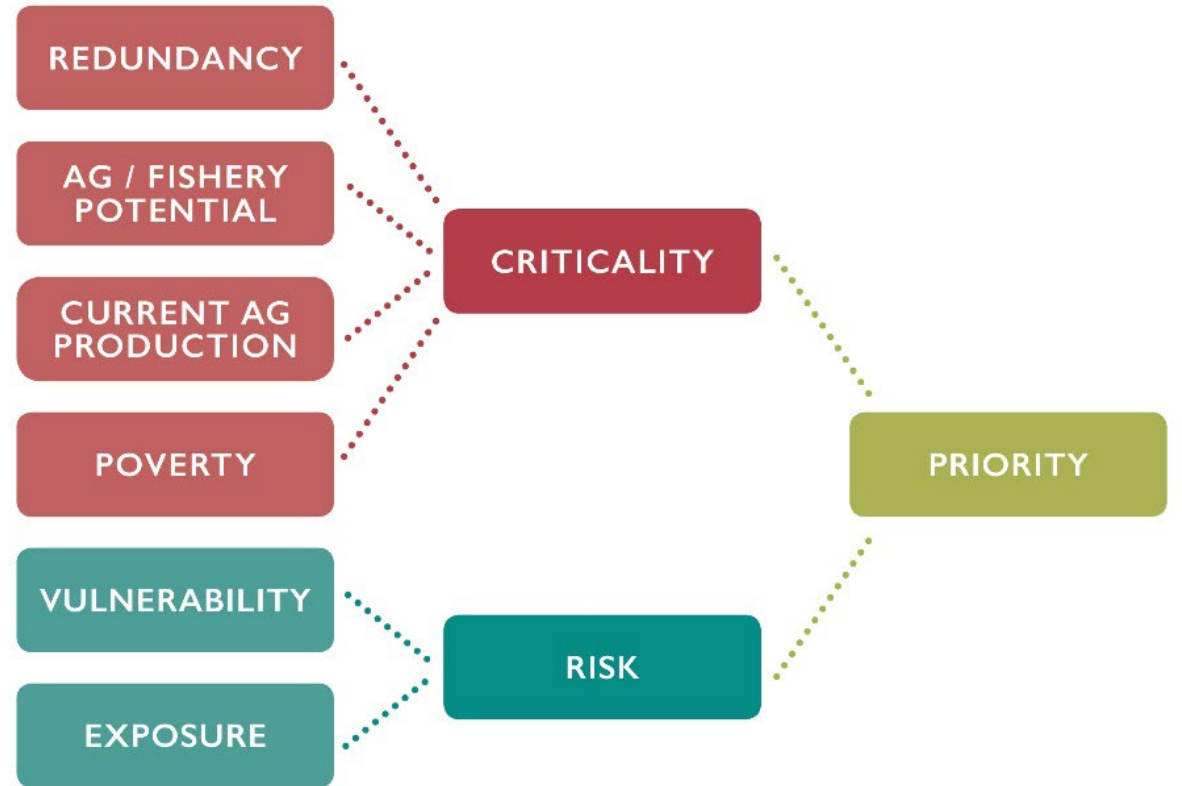 REDUNDANCY
AG / FISHERY
POTENTIAL
CURRENT AG
PRODUCTION
POVERTY
VULNERABILITY
EXPOSURE
CRITICALITY
RISK
PRIORITY